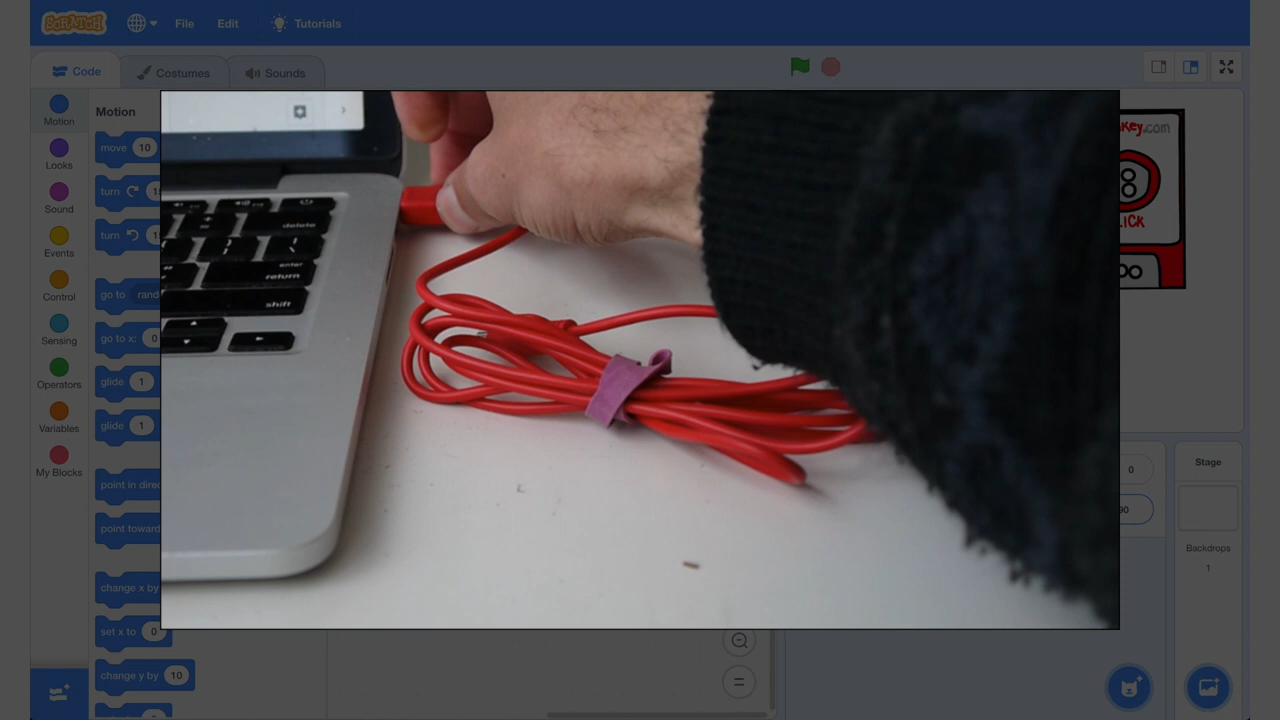 SCRATCH
File
Edit
Tutorials
Code
Costumes
Sounds
Motion
Motion
Looks
Sound
Events
Control
Sensing
Operators
Variables
My Blocks
move 10
turn
turn
go to
go to x: 0
glide 1
glide 1
point in
point
change x by
set x to 0
change y by 10
delete
enter
return
shift
key.com
LICK
0
90
Stage
Backdrops
1